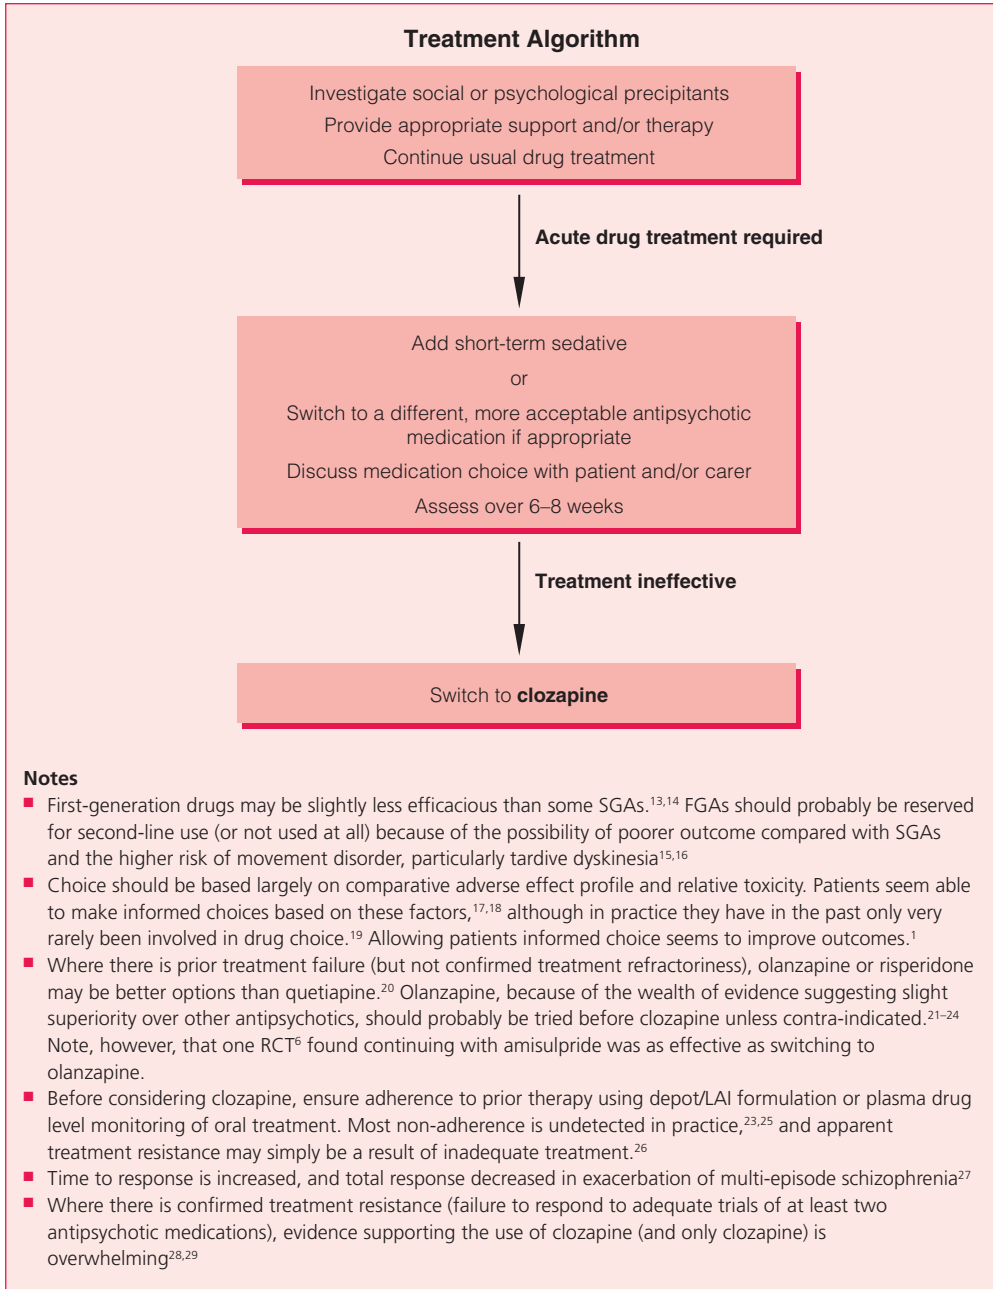 Treatment Algorithm
Investigate social or psychological precipitants
Provide appropriate support and/or therapy
Continue usual drug treatment
Acute drug treatment required
Add short-term sedative
or
Switch to a different, more acceptable antipsychotic
medication if appropriate
Discuss medication choice with patient and/or carer
Assess over 6–8 weeks
Treatment ineffective
Switch to clozapine
Notes
■ First-generation drugs may be slightly less efficacious than some SGAs.13,14 FGAs should probably be reserved
for second-line use (or not used at all) because of the possibility of poorer outcome compared with SGAs
and the higher risk of movement disorder, particularly tardive dyskinesia15,16
■ Choice should be based largely on comparative adverse effect profile and relative toxicity. Patients seem able
to make informed choices based on these factors,17,18 although in practice they have in the past only very
rarely been involved in drug choice.19 Allowing patients informed choice seems to improve outcomes.1
■ Where there is prior treatment failure (but not confirmed treatment refractoriness), olanzapine or risperidone
may be better options than quetiapine.20 Olanzapine, because of the wealth of evidence suggesting slight
superiority over other antipsychotics, should probably be tried before clozapine unless contra-indicated.21–24
Note, however, that one RCT6 found continuing with amisulpride was as effective as switching to
olanzapine.
■ Before considering clozapine, ensure adherence to prior therapy using depot/LAI formulation or plasma drug
level monitoring of oral treatment. Most non-adherence is undetected in practice,23,25 and apparent
treatment resistance may simply be a result of inadequate treatment.26
■ Time to response is increased, and total response decreased in exacerbation of multi-episode schizophrenia27
■ Where there is confirmed treatment resistance (failure to respond to adequate trials of at least two
antipsychotic medications), evidence supporting the use of clozapine (and only clozapine) is
overwhelming28,29